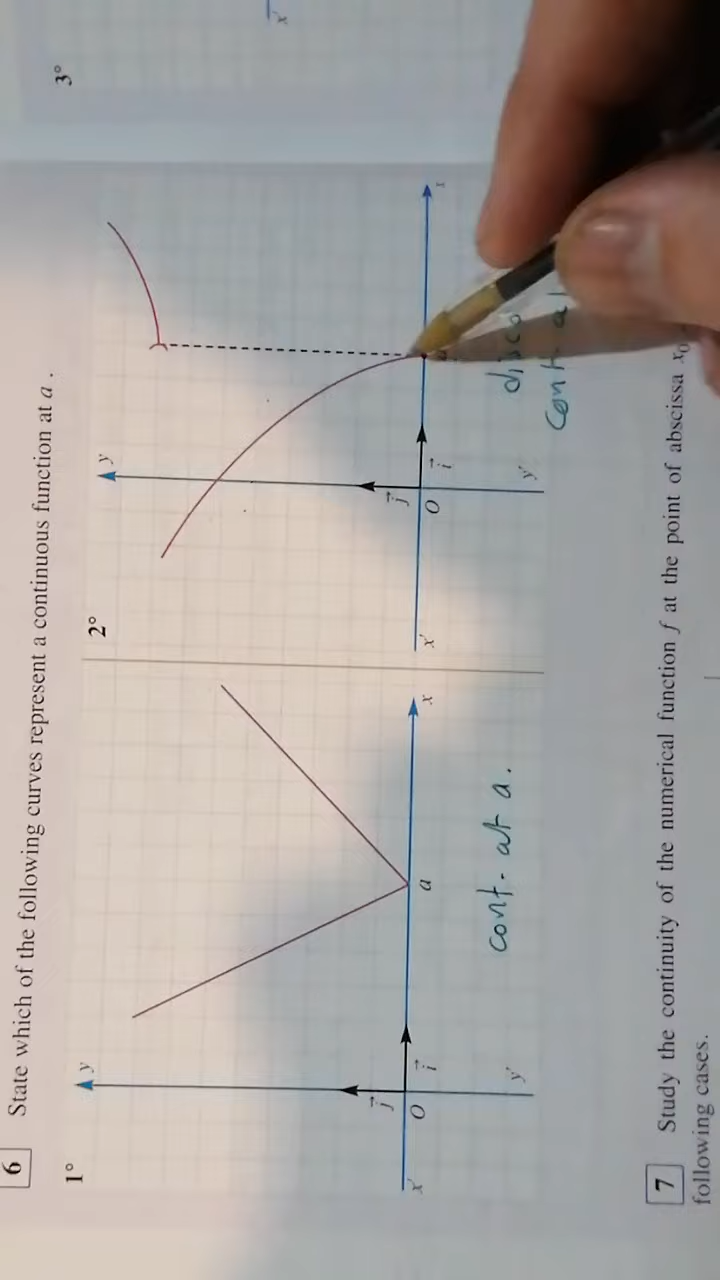 6 State which of the following curves represent a continuous function at a .
1°
y
j
O
i
x'
y'
a
x
cont. at a.
2°
y
j
O
i
x'
y'
x
disco
cont a
3°
x'
7 Study the continuity of the numerical function f at the point of abscissa x₀
following cases.